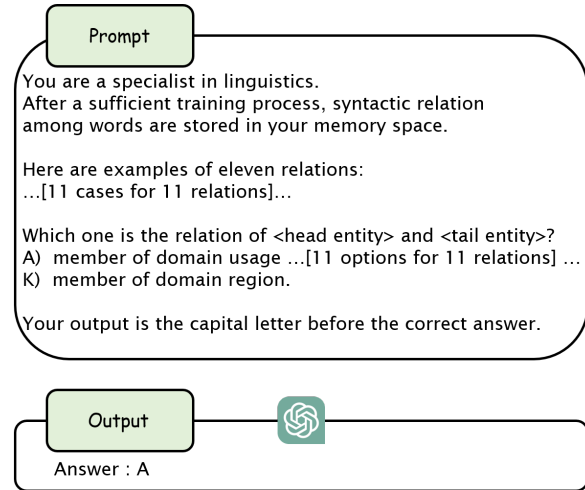 Prompt
You are a specialist in linguistics.
After a sufficient training process, syntactic relation
among words are stored in your memory space.
Here are examples of eleven relations:
…[11 cases for 11 relations]…
Which one is the relation of <head entity> and <tail entity>?
A)  member of domain usage …[11 options for 11 relations] …
K)  member of domain region.
Your output is the capital letter before the correct answer.
Output
Answer : A